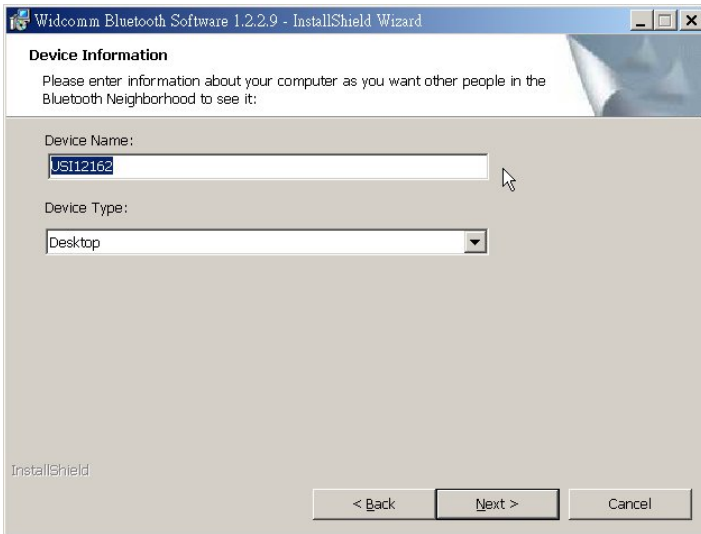 Widcomm Bluetooth Software 1.2.2.9 - InstallShield Wizard
Device Information
Please enter information about your computer as you want other people in the
Bluetooth Neighborhood to see it:
Device Name:
USI12162
Device Type:
Desktop
InstallShield
< Back
Next >
Cancel